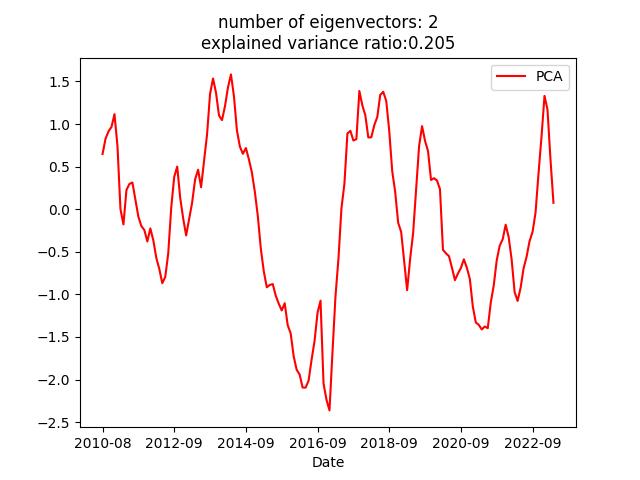 number of eigenvectors: 2
explained variance ratio:0.205
PCA
1.5
1.0
0.5
0.0
−0.5
−1.0
−1.5
−2.0
−2.5
2010-08 2012-09 2014-09 2016-09 2018-09 2020-09 2022-09
Date